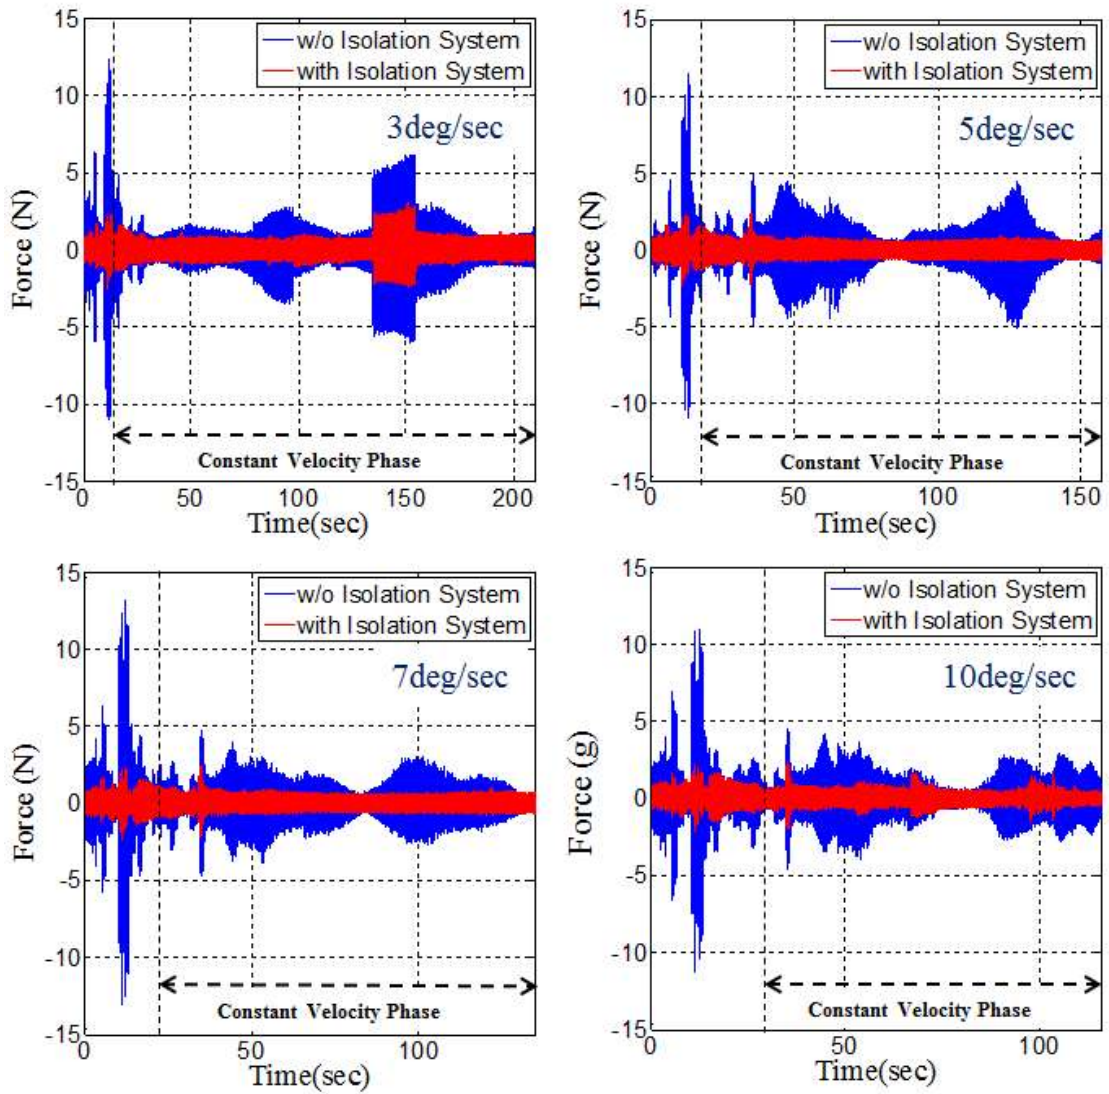 15
10
5
0
-5
-10
-15
Force (N)
w/o Isolation System
with Isolation System
3deg/sec
Constant Velocity Phase
0 50 100 150 200
Time(sec)
15
10
5
0
-5
-10
-15
Force (N)
w/o Isolation System
with Isolation System
5deg/sec
Constant Velocity Phase
0 50 100 150
Time(sec)
15
10
5
0
-5
-10
-15
Force (N)
w/o Isolation System
with Isolation System
7deg/sec
Constant Velocity Phase
0 50 100
Time(sec)
15
10
5
0
-5
-10
-15
Force (g)
w/o Isolation System
with Isolation System
10deg/sec
Constant Velocity Phase
0 50 100
Time(sec)